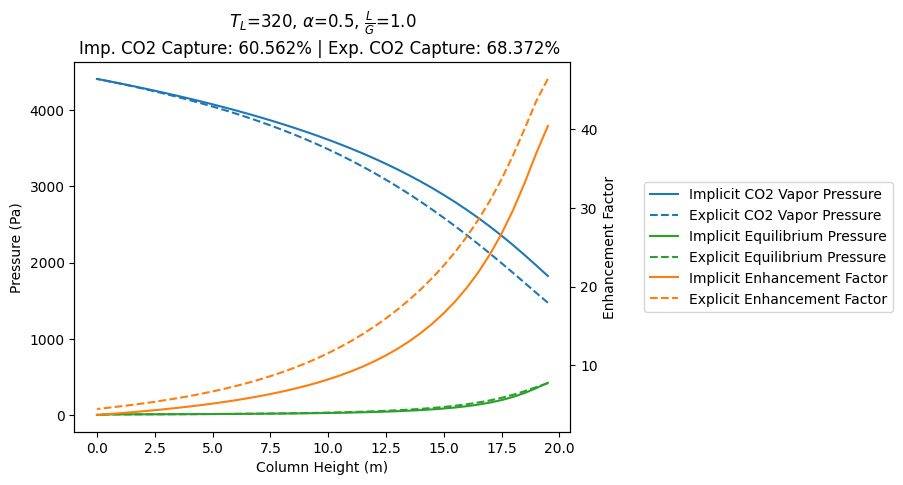 T_L=320, α=0.5, L/G=1.0
Imp. CO2 Capture: 60.562% | Exp. CO2 Capture: 68.372%
Pressure (Pa)
4000
3000
2000
1000
0
0.0 2.5 5.0 7.5 10.0 12.5 15.0 17.5 20.0
Column Height (m)
40
30
20
10
Enhancement Factor
Implicit CO2 Vapor Pressure
Explicit CO2 Vapor Pressure
Implicit Equilibrium Pressure
Explicit Equilibrium Pressure
Implicit Enhancement Factor
Explicit Enhancement Factor